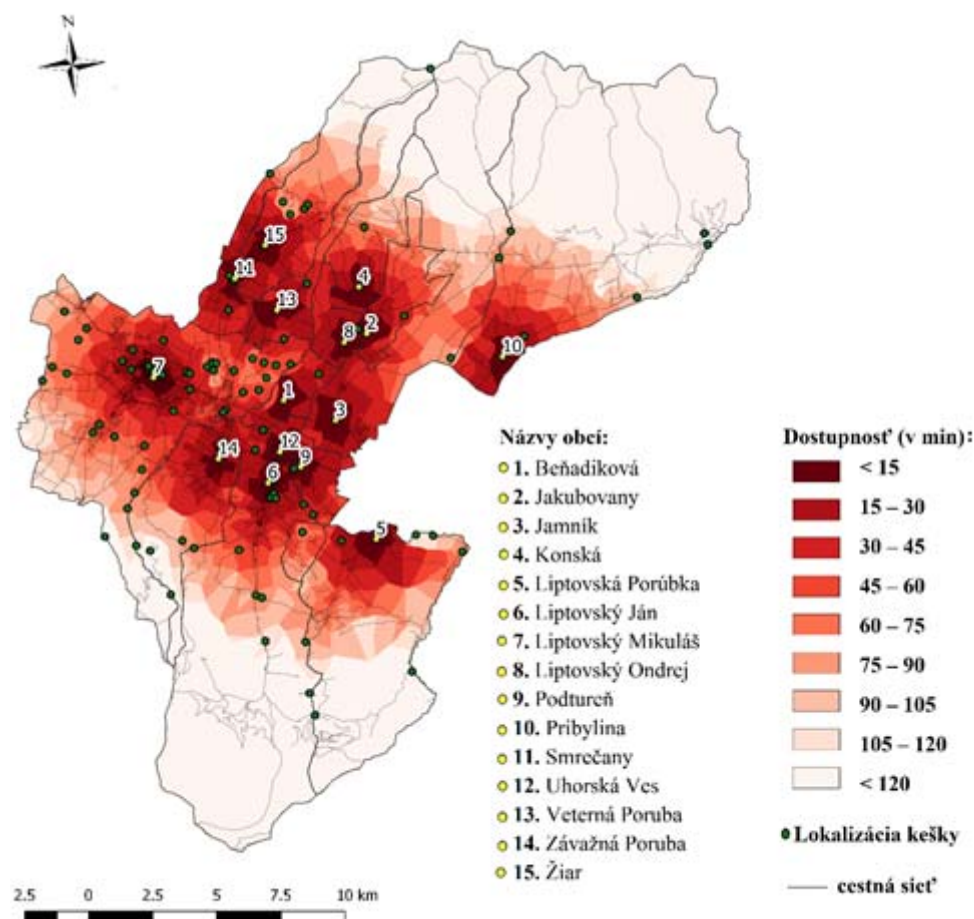 N
15
11
4
13
2
8
10
7
1
3
12
14
9
6
5
Názvy obcí:
1. Beňadiková
2. Jakubovany
3. Jamník
4. Konská
5. Liptovská Porúbka
6. Liptovský Ján
7. Liptovský Mikuláš
8. Liptovský Ondrej
9. Podtureň
10. Pribylina
11. Smrečany
12. Uhorská Ves
13. Veterná Poruba
14. Závažná Poruba
15. Žiar
Dostupnosť (v min):
< 15
15 – 30
30 – 45
45 – 60
60 – 75
75 – 90
90 – 105
105 – 120
< 120
Lokalizácia kešky
cestná sieť
2.5 0 2.5 5 7.5 10 km